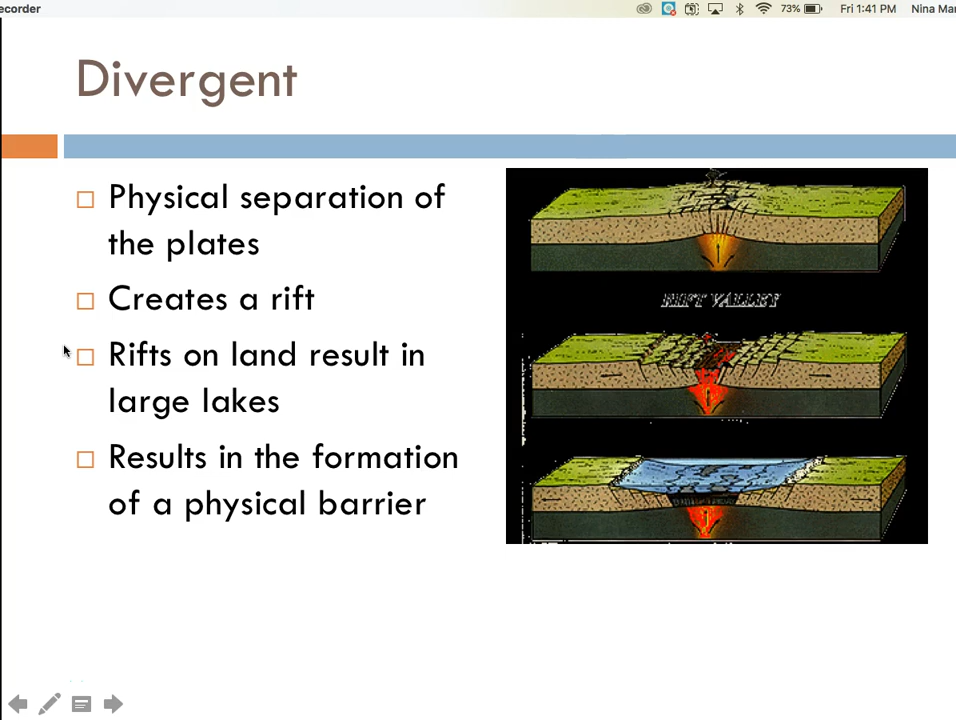 ecorder 73% Fri 1:41 PM Nina Mar
Divergent
Physical separation of
the plates
Creates a rift
Rifts on land result in
large lakes
Results in the formation
of a physical barrier
RIFT VALLEY